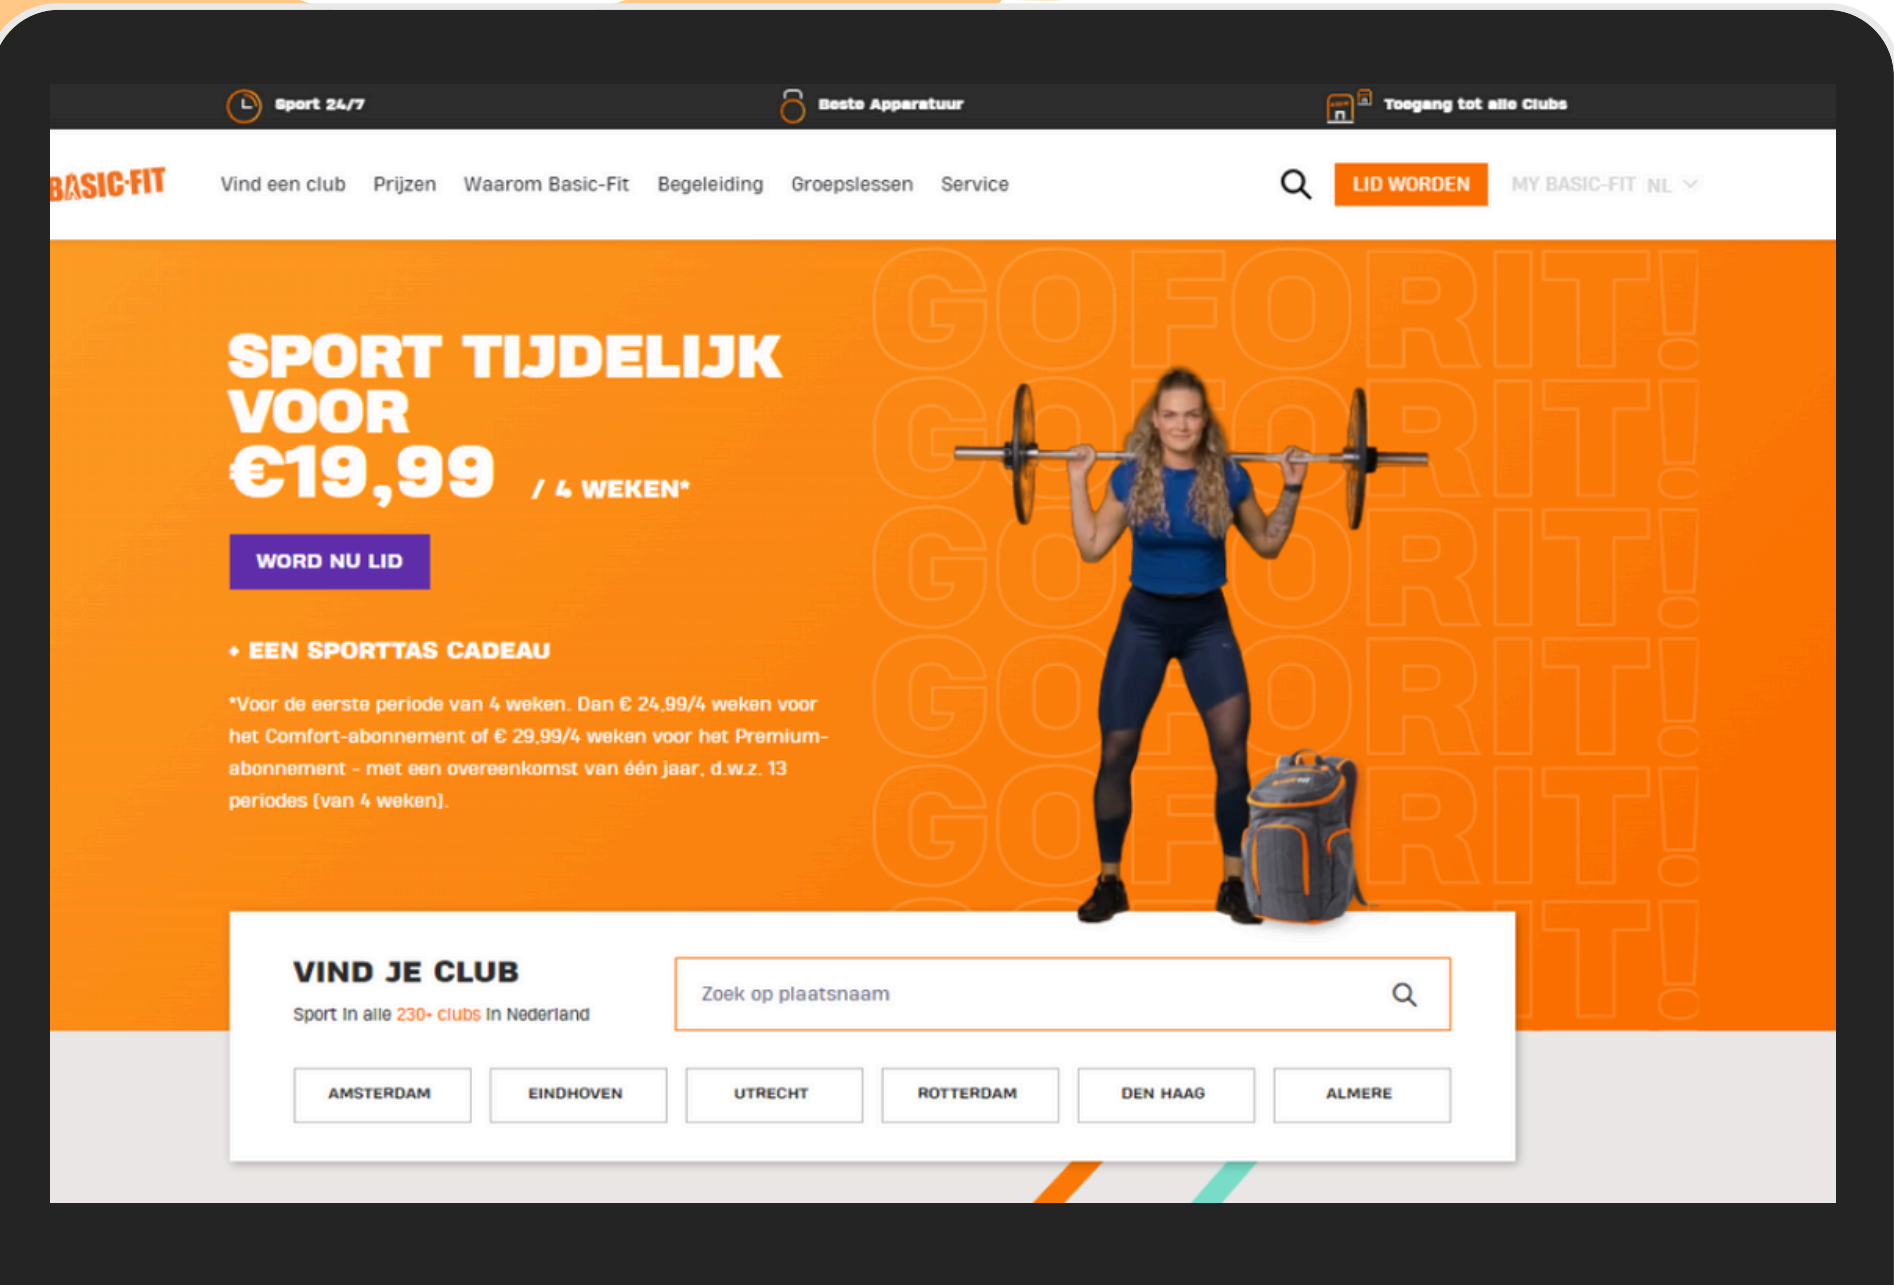 Sport 24/7
Beste Apparatuur
Toegang tot alle Clubs
BASIC-FIT
Vind een club
Prijzen
Waarom Basic-Fit
Begeleiding
Groepslessen
Service
LID WORDEN
MY BASIC-FIT
NL
SPORT TIJDELIJK
VOOR
€19,99 / 4 WEKEN*
WORD NU LID
+ EEN SPORTTAS CADEAU
*Voor de eerste periode van 4 weken. Dan € 24,99/4 weken voor
het Comfort-abonnement of € 29,99/4 weken voor het Premium-
abonnement - met een overeenkomst van één jaar, d.w.z. 13
periodes (van 4 weken).
GOFORIT!
GOFORIT!
GOFORIT!
GOFORIT!
GOFORIT!
GOFORIT!
VIND JE CLUB
Sport in alle 230+ clubs in Nederland
Zoek op plaatsnaam
AMSTERDAM
EINDHOVEN
UTRECHT
ROTTERDAM
DEN HAAG
ALMERE